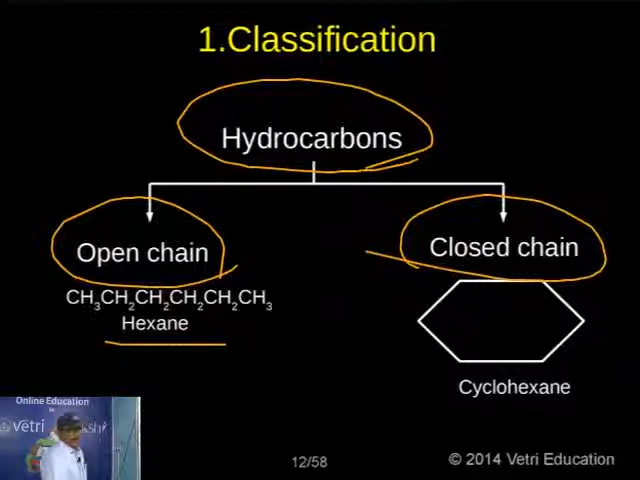 1.Classification
Hydrocarbons
Open chain
Closed chain
CH₃CH₂CH₂CH₂CH₂CH₃
Hexane
Cyclohexane
Online Education
vetri
12/58
© 2014 Vetri Education